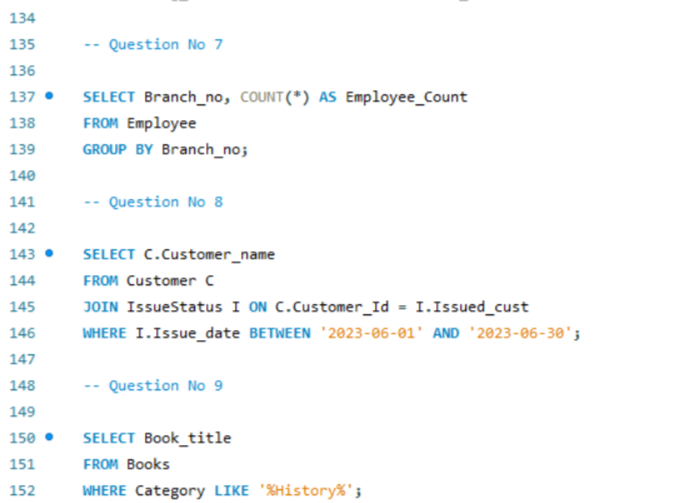 134
135 -- Question No 7
136
137 SELECT Branch_no, COUNT(*) AS Employee_Count
138 FROM Employee
139 GROUP BY Branch_no;
140
141 -- Question No 8
142
143 SELECT C.Customer_name
144 FROM Customer C
145 JOIN IssueStatus I ON C.Customer_Id = I.Issued_cust
146 WHERE I.Issue_date BETWEEN '2023-06-01' AND '2023-06-30';
147
148 -- Question No 9
149
150 SELECT Book_title
151 FROM Books
152 WHERE Category LIKE '%History%';